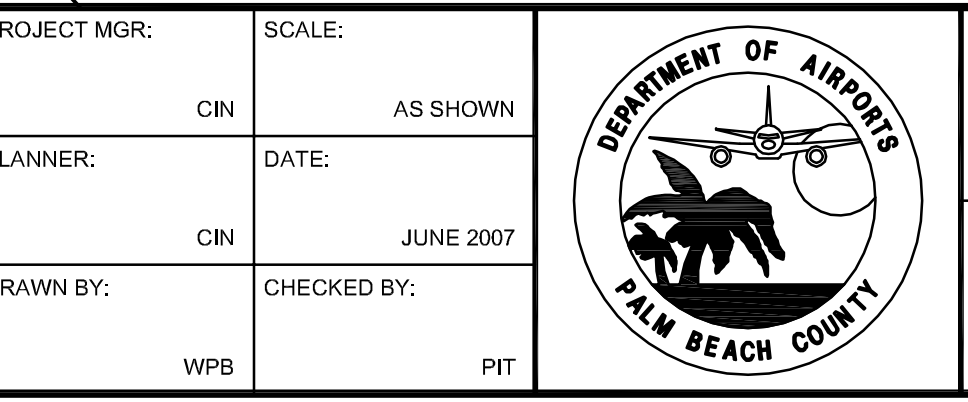 ROJECT MGR:
CIN
SCALE:
AS SHOWN
LANNER:
CIN
DATE:
JUNE 2007
RAWN BY:
WPB
CHECKED BY:
PIT
DEPARTMENT OF AIRPORTS
PALM BEACH COUNTY